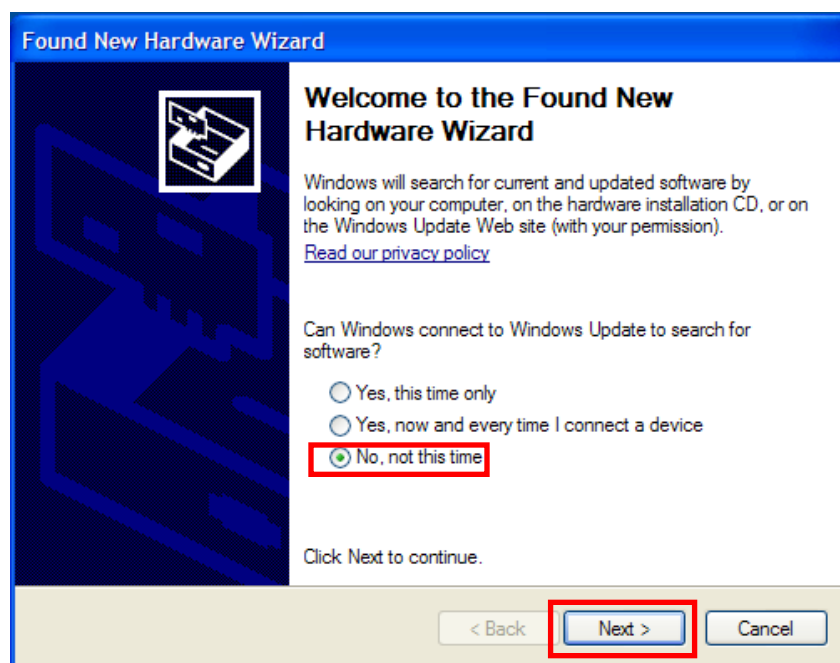 Found New Hardware Wizard
Welcome to the Found New
Hardware Wizard
Windows will search for current and updated software by
looking on your computer, on the hardware installation CD, or on
the Windows Update Web site (with your permission).
Read our privacy policy
Can Windows connect to Windows Update to search for
software?
Yes, this time only
Yes, now and every time I connect a device
No, not this time
Click Next to continue.
< Back Next > Cancel